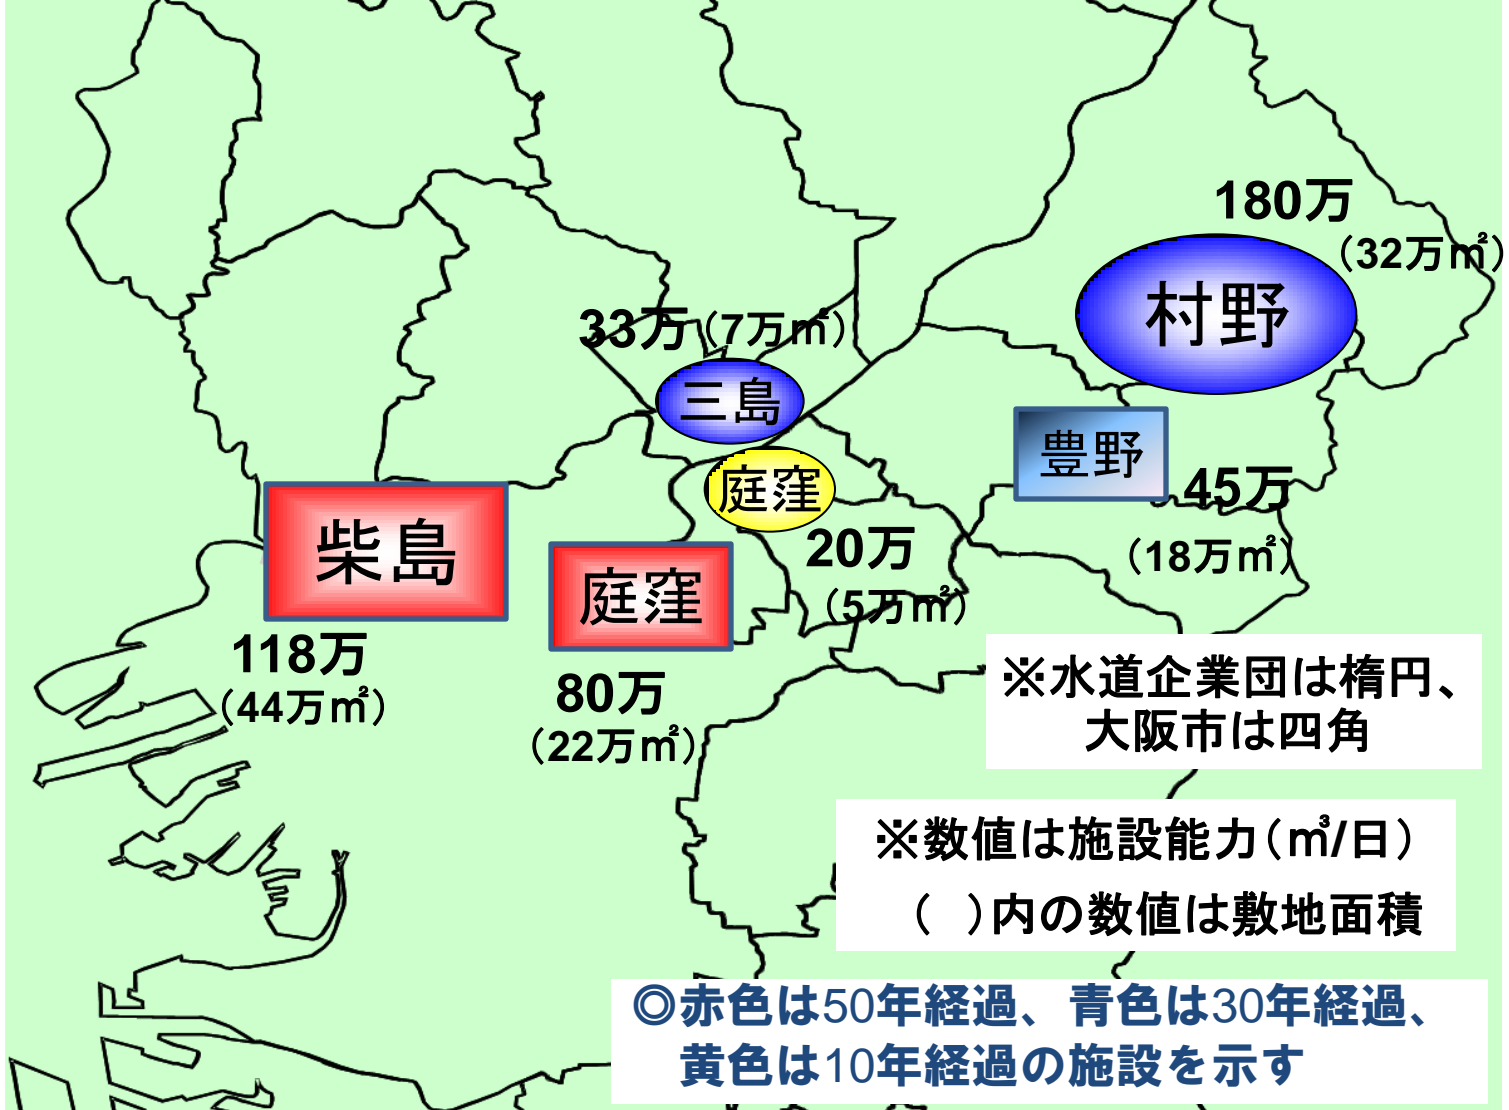 180万
（32万㎡）
村野
33万（7万㎡）
三島
豊野
45万
（18万㎡）
庭窪
20万
（5万㎡）
柴島
118万
（44万㎡）
庭窪
80万
（22万㎡）
※水道企業団は楕円、
大阪市は四角
※数値は施設能力（㎥/日）
（　）内の数値は敷地面積
◎赤色は50年経過、青色は30年経過、
黄色は10年経過の施設を示す